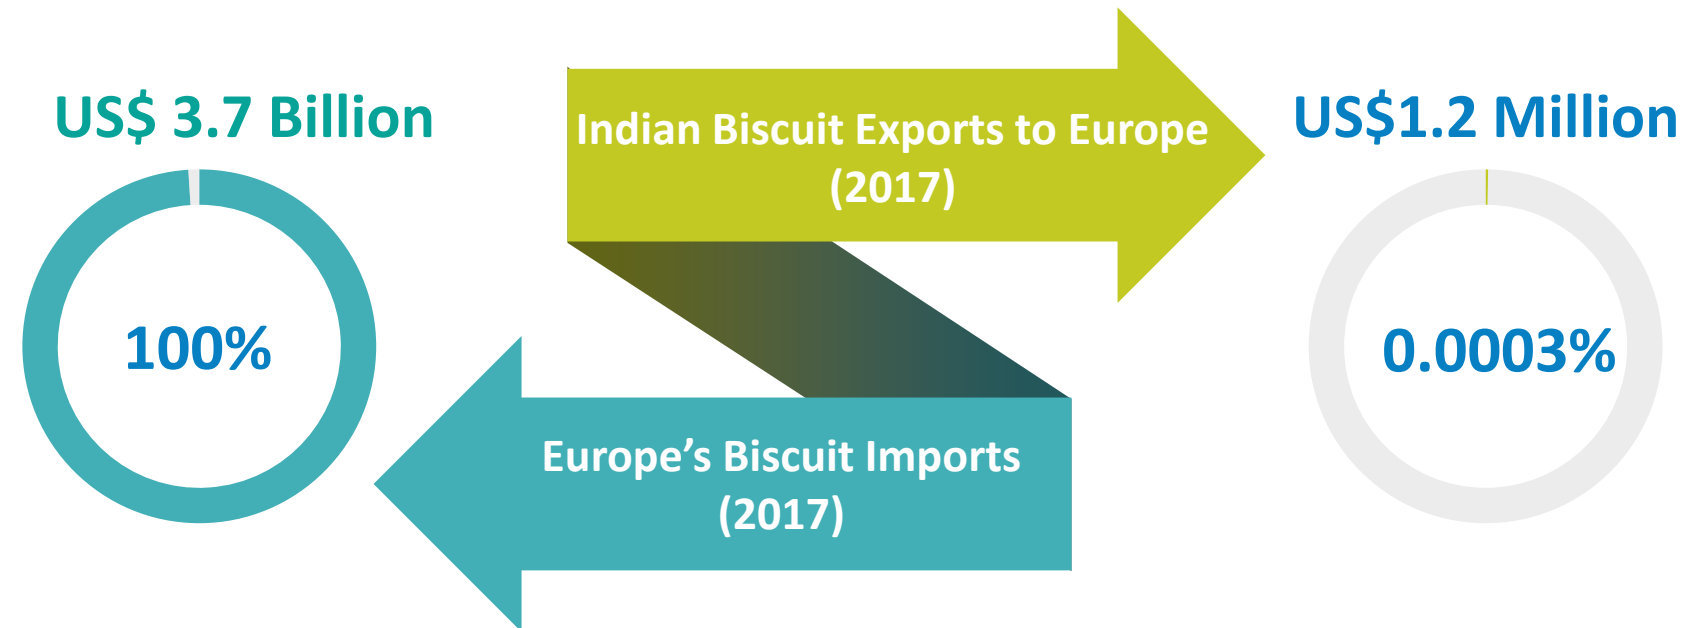 US$ 3.7 Billion
100%
Indian Biscuit Exports to Europe
(2017)
Europe’s Biscuit Imports
(2017)
US$1.2 Million
0.0003%